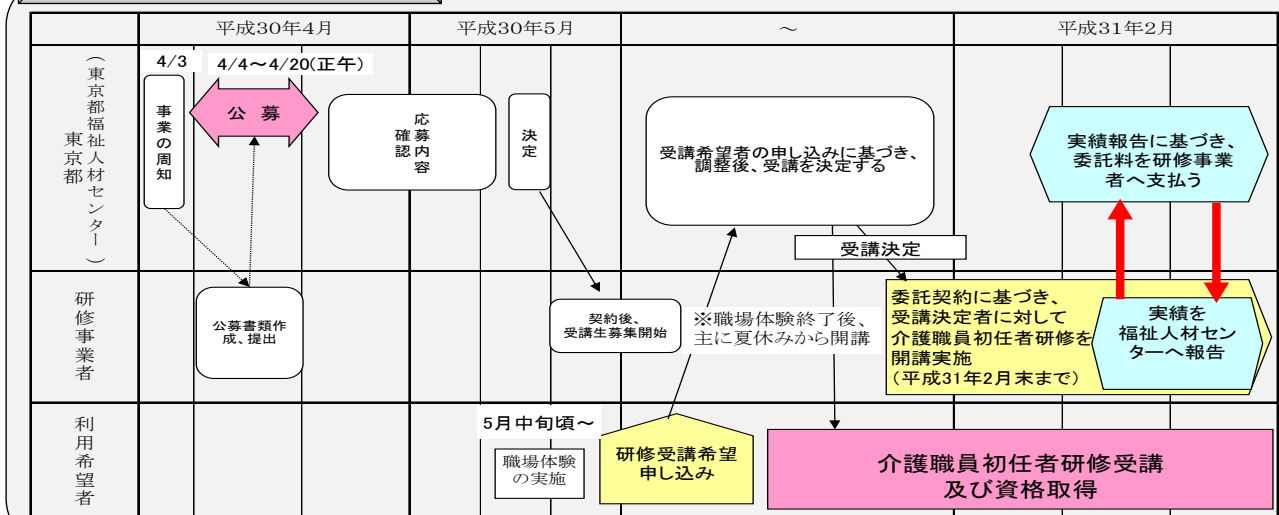 平成30年4月
平成30年5月
～
平成31年2月
東京都
（東京都福祉人材センター）
4/3
4/4～4/20(正午)
事業の周知
公 募
応募内容
確認
決定
受講希望者の申し込みに基づき、
調整後、受講を決定する
実績報告に基づき、
委託料を研修事業
者へ支払う
受講決定
研修事業者
公募書類作
成、提出
契約後、
受講生募集開始
※職場体験終了後、
主に夏休みから開講
委託契約に基づき、
受講決定者に対して
介護職員初任者研修を
開講実施
（平成31年2月末まで）
実績を
福祉人材セン
ターへ報告
利用希望者
5月中旬頃～
職場体験
の実施
研修受講希望
申し込み
介護職員初任者研修受講
及び資格取得